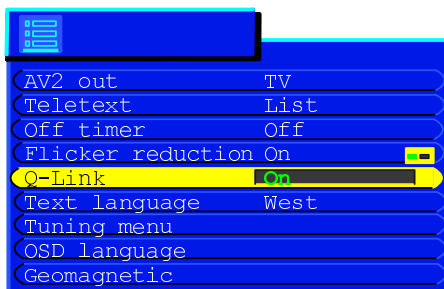 AV2 out TV
Teletext List
Off timer Off
Flicker reduction On
Q-Link On
Text language West
Tuning menu
OSD language
Geomagnetic